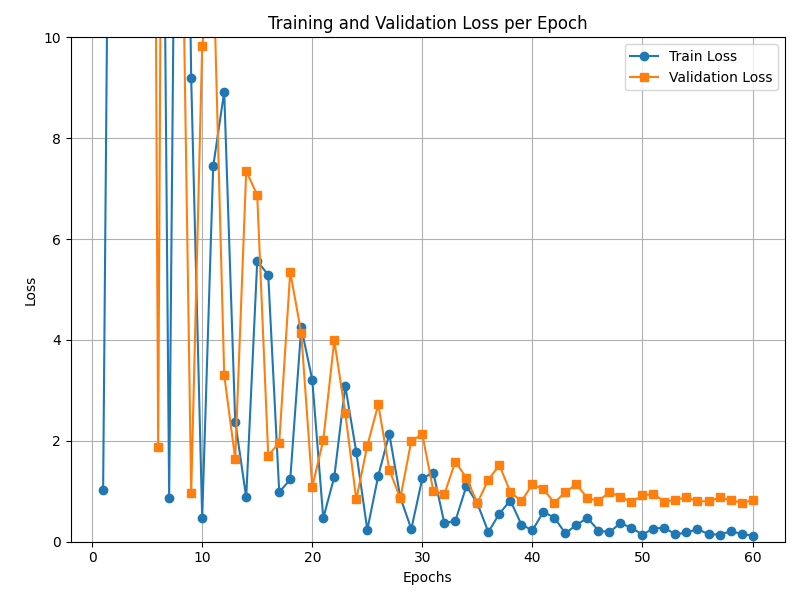 Training and Validation Loss per Epoch
Train Loss
Validation Loss
Loss
10
8
6
4
2
0
0 10 20 30 40 50 60
Epochs